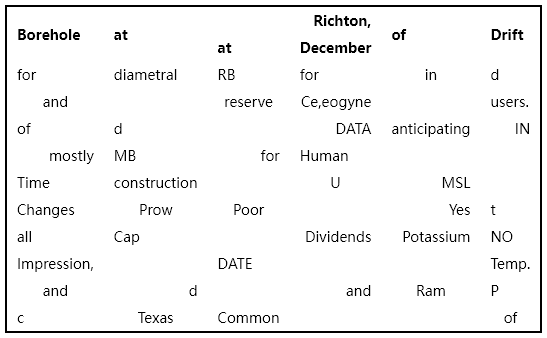 Borehole at at Richton, December of Drift
for diametral RB for in d
and reserve Ce,eogyne users.
of d DATA anticipating IN
mostly MB for Human
Time construction U MSL
Changes Prow Poor Yes t
all Cap Dividends Potassium NO
Impression, DATE Temp.
and d and Ram P
c Texas Common of